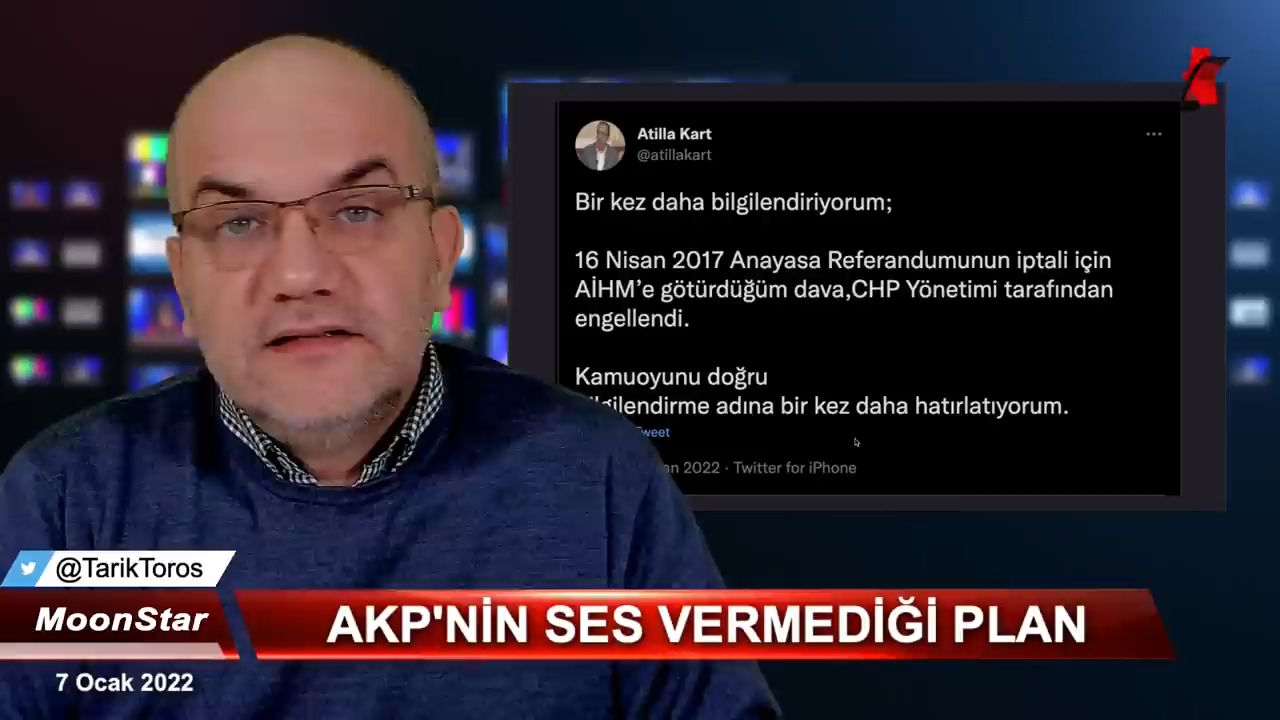 Atilla Kart
@atillakart
Bir kez daha bilgilendiriyorum;
16 Nisan 2017 Anayasa Referandumunun iptali için
AİHM’e götürdüğüm dava,CHP Yönetimi tarafından
engellendi.
Kamuoyunu doğru
bilgilendirme adına bir kez daha hatırlatıyorum.
2022 · Twitter for iPhone
@TarikToros
MoonStar
AKP'NİN SES VERMEDİĞİ PLAN
7 Ocak 2022